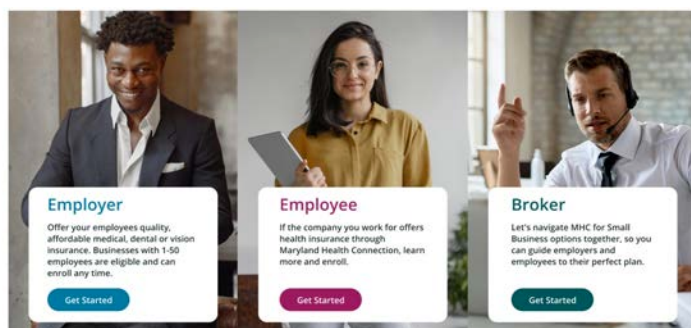 Employer
Offer your employees quality,
affordable medical, dental or vision
insurance. Businesses with 1-50
employees are eligible and can
enroll any time.
Get Started
Employee
If the company you work for offers
health insurance through
Maryland Health Connection, learn
more and enroll.
Get Started
Broker
Let's navigate MHC for Small
Business options together, so you
can guide employers and
employees to their perfect plan.
Get Started